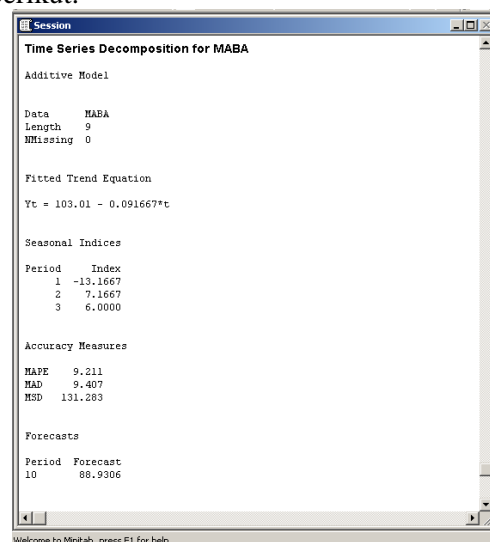 berikut:
Session
Time Series Decomposition for MABA
Additive Model
Data MABA
Length 9
NMissing 0
Fitted Trend Equation
Yt = 103.01 - 0.091667*t
Seasonal Indices
Period Index
1 -13.1667
2 7.1667
3 6.0000
Accuracy Measures
MAPE 9.211
MAD 9.407
MSD 131.283
Forecasts
Period Forecast
10 88.9306
Welcome to Minitab, press F1 for help